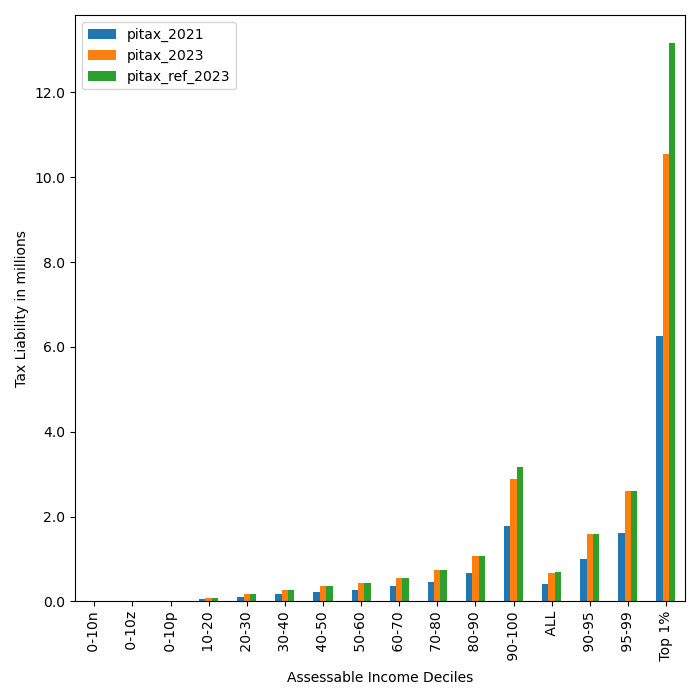 pitax_2021
pitax_2023
pitax_ref_2023
12.0
10.0
8.0
6.0
4.0
2.0
0.0
Tax Liability in millions
0-10n
0-10z
0-10p
10-20
20-30
30-40
40-50
50-60
60-70
70-80
80-90
90-100
ALL
90-95
95-99
Top 1%
Assessable Income Deciles